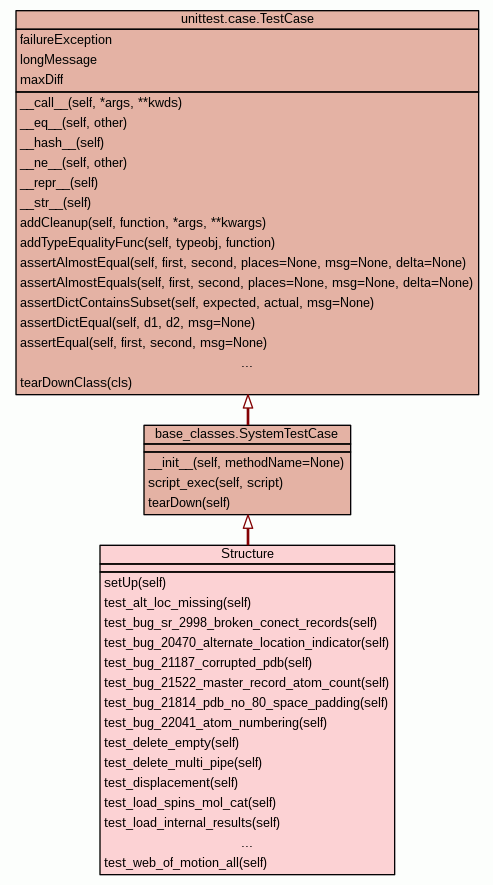 unittest.case.TestCase
failureException
longMessage
maxDiff
__call__(self, *args, **kwds)
__eq__(self, other)
__hash__(self)
__ne__(self, other)
__repr__(self)
__str__(self)
addCleanup(self, function, *args, **kwargs)
addTypeEqualityFunc(self, typeobj, function)
assertAlmostEqual(self, first, second, places=None, msg=None, delta=None)
assertAlmostEquals(self, first, second, places=None, msg=None, delta=None)
assertDictContainsSubset(self, expected, actual, msg=None)
assertDictEqual(self, d1, d2, msg=None)
assertEqual(self, first, second, msg=None)
...
tearDownClass(cls)
base_classes.SystemTestCase
__init__(self, methodName=None)
script_exec(self, script)
tearDown(self)
Structure
setUp(self)
test_alt_loc_missing(self)
test_bug_sr_2998_broken_conect_records(self)
test_bug_20470_alternate_location_indicator(self)
test_bug_21187_corrupted_pdb(self)
test_bug_21522_master_record_atom_count(self)
test_bug_21814_pdb_no_80_space_padding(self)
test_bug_22041_atom_numbering(self)
test_delete_empty(self)
test_delete_multi_pipe(self)
test_displacement(self)
test_load_spins_mol_cat(self)
test_load_internal_results(self)
...
test_web_of_motion_all(self)